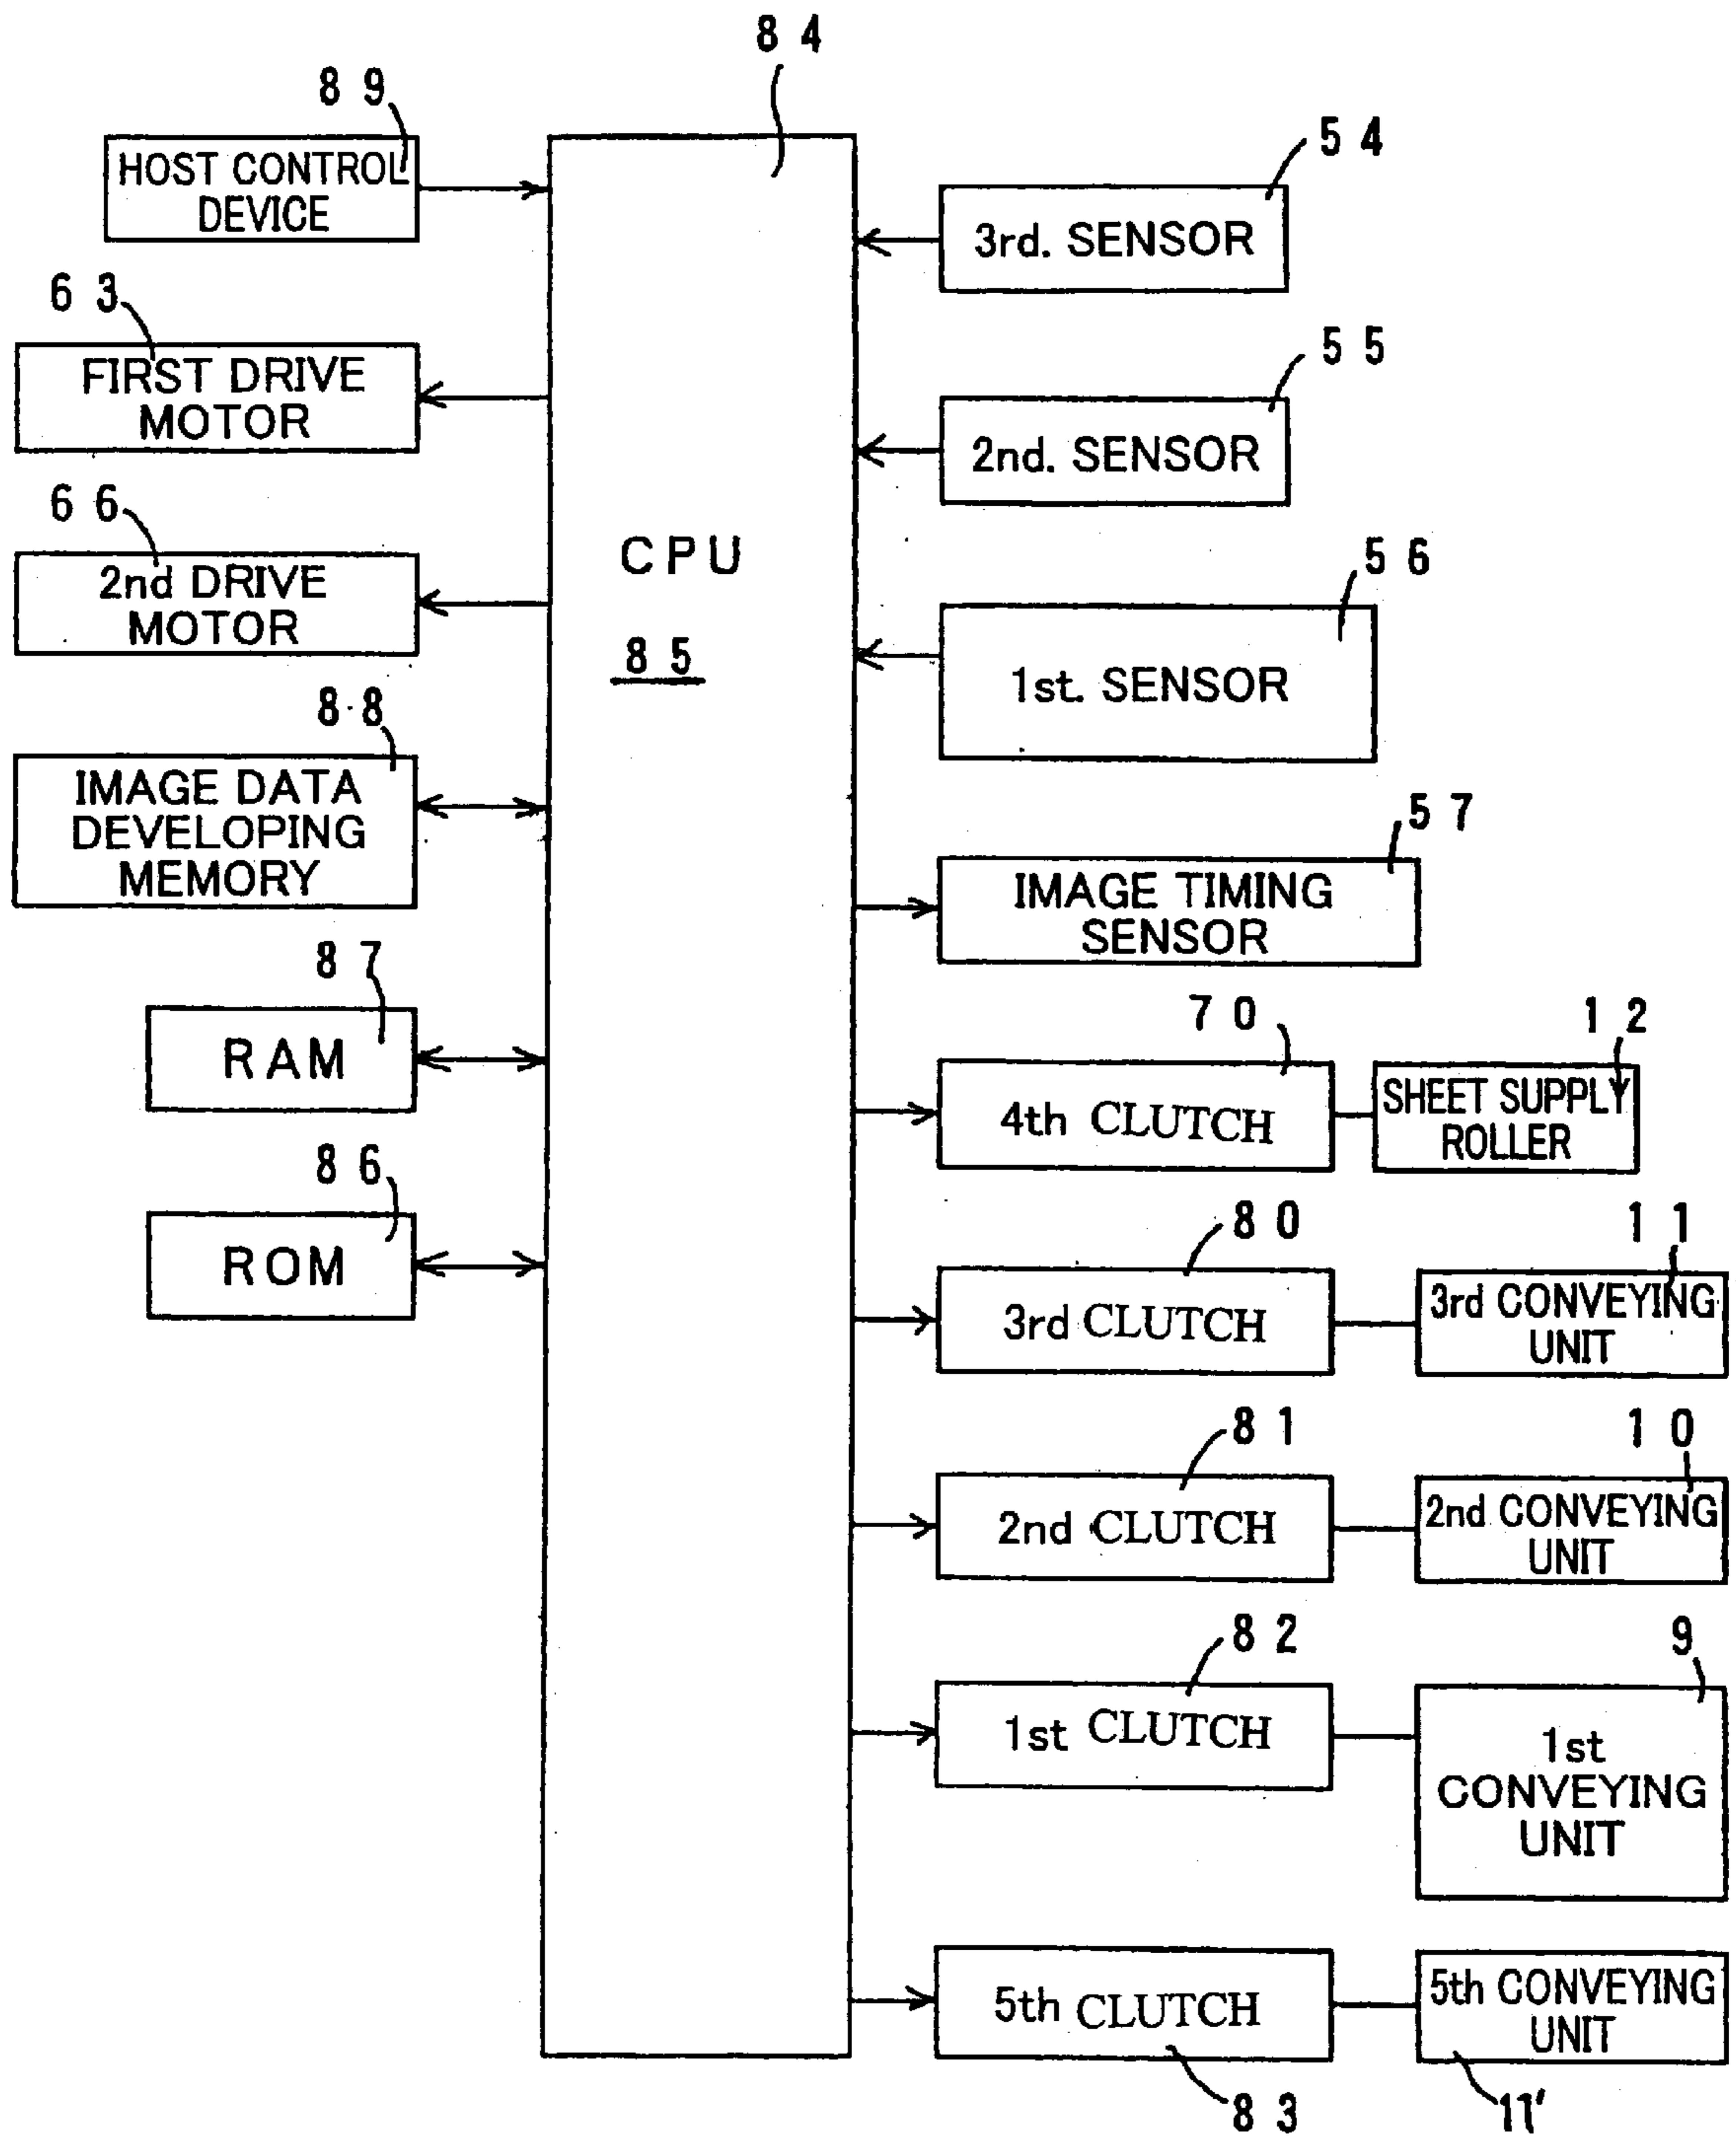 84
89
HOST CONTROL
DEVICE
63
FIRST DRIVE
MOTOR
66
2nd DRIVE
MOTOR
88
IMAGE DATA
DEVELOPING
MEMORY
87
RAM
86
ROM
CPU
85
54
3rd. SENSOR
55
2nd. SENSOR
56
1st. SENSOR
57
IMAGE TIMING
SENSOR
70
4th CLUTCH
12
SHEET SUPPLY
ROLLER
80
3rd CLUTCH
11
3rd CONVEYING
UNIT
81
2nd CLUTCH
10
2nd CONVEYING
UNIT
82
1st CLUTCH
9
1st
CONVEYING
UNIT
5th CLUTCH
83
5th CONVEYING
UNIT
11'